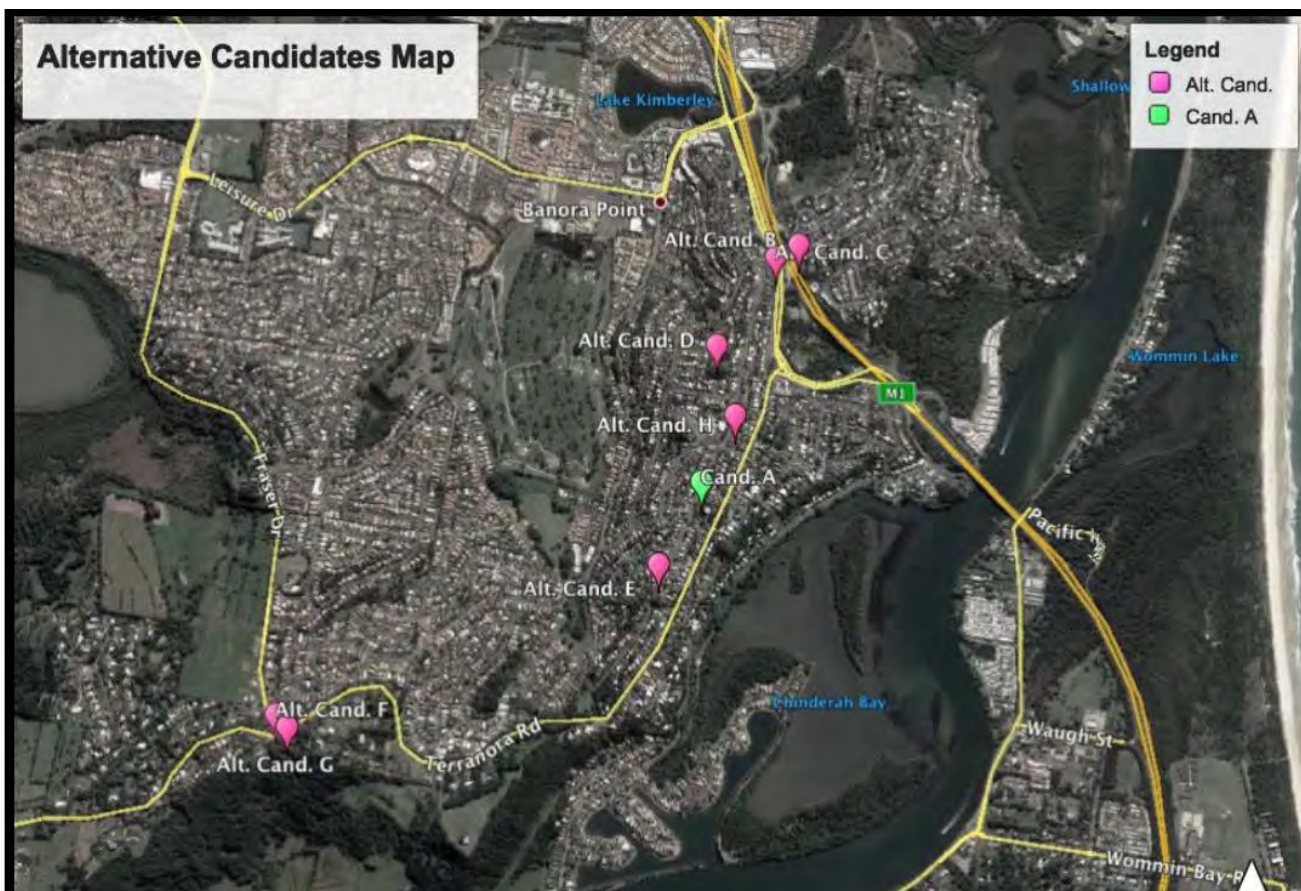 Alternative Candidates Map
Legend
Alt. Cand.
Cand. A
Lake Kimberley
Shallow
Leisure Dr
Banora Point
Alt. Cand. B
Cand. C
Alt. Cand. D
Wommin Lake
M1
Alt. Cand. H
Cand. A
Fraser Dr
Pacific
Alt. Cand. E
Chinderah Bay
Alt. Cand. F
Waugh St
Terranora Rd
Alt. Cand. G
Wommin Bay R